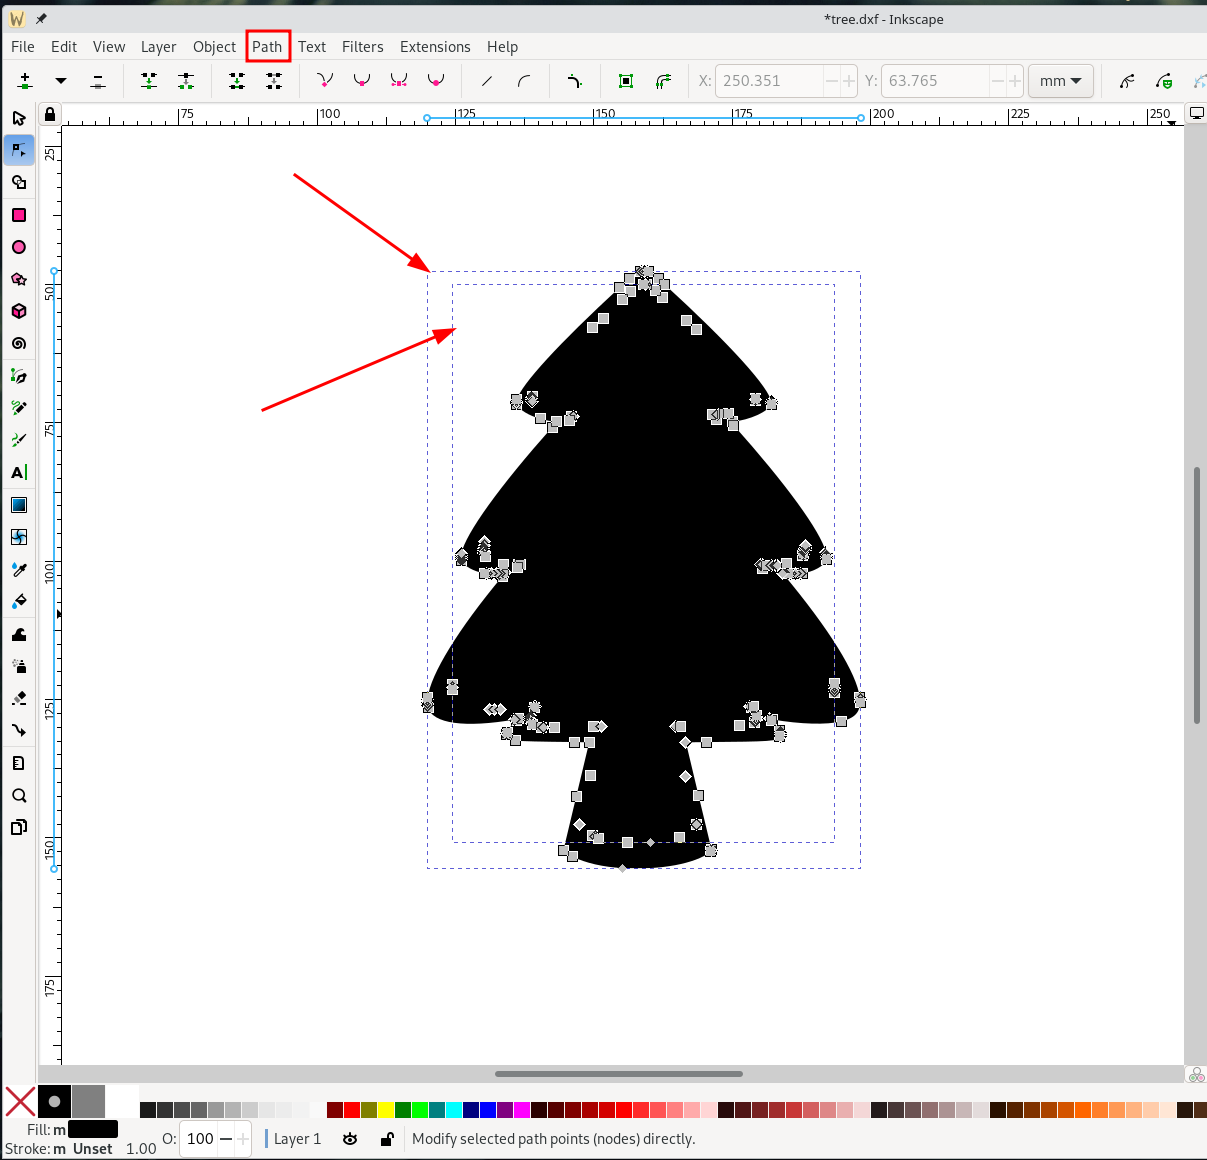 *tree.dxf - Inkscape
File Edit View Layer Object Path Text Filters Extensions Help
X: 250.351 Y: 63.765 mm
75 100 125 150 175 200 225 250
25
50
75
100
125
150
175
A
Fill: m
O: 100 Layer 1 Modify selected path points (nodes) directly.
Stroke: m Unset 1.00